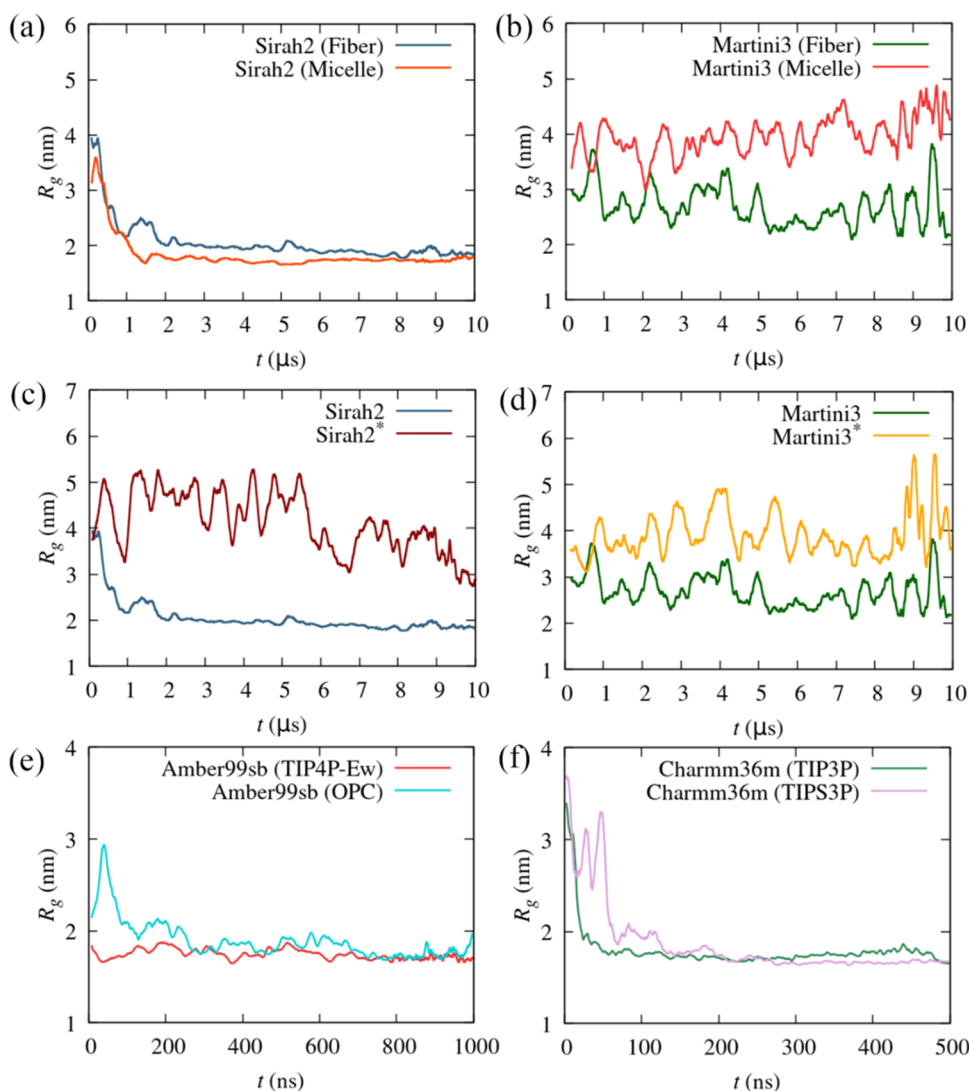 (a)
Sirah2 (Fiber)
Sirah2 (Micelle)
6
5
4
3
2
1
R_g (nm)
0 1 2 3 4 5 6 7 8 9 10
t (μs)
(b)
Martini3 (Fiber)
Martini3 (Micelle)
6
5
4
3
2
1
R_g (nm)
0 1 2 3 4 5 6 7 8 9 10
t (μs)
(c)
Sirah2
Sirah2*
7
6
5
4
3
2
1
R_g (nm)
0 1 2 3 4 5 6 7 8 9 10
t (μs)
(d)
Martini3
Martini3*
7
6
5
4
3
2
1
R_g (nm)
0 1 2 3 4 5 6 7 8 9 10
t (μs)
(e)
Amber99sb (TIP4P-Ew)
Amber99sb (OPC)
4
3
2
1
R_g (nm)
0 200 400 600 800 1000
t (ns)
(f)
Charmm36m (TIP3P)
Charmm36m (TIPS3P)
4
3
2
1
R_g (nm)
0 100 200 300 400 500
t (ns)